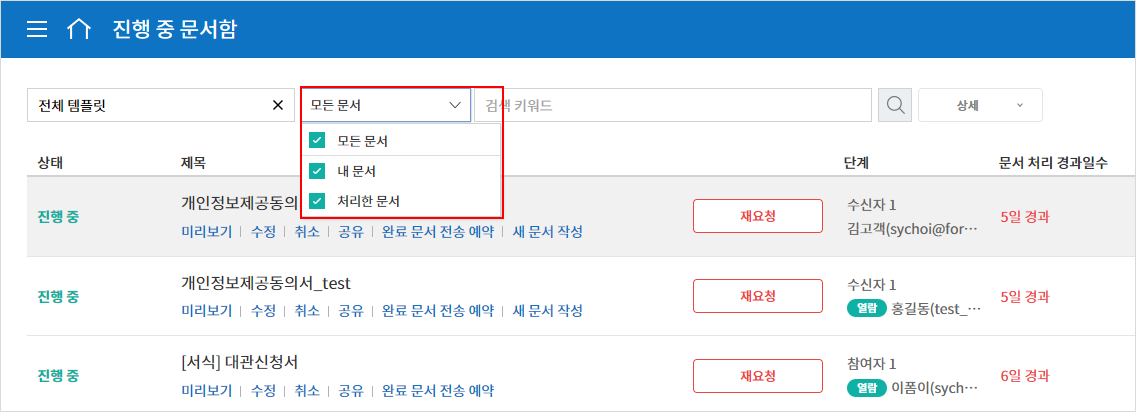 진행 중 문서함
전체 템플릿 모든 문서 검색 키워드 상세
모든 문서
내 문서
처리한 문서
상태 제목 단계 문서 처리 경과일수
진행 중 개인정보제공동의 재요청 수신자 1 5일 경과
김고객(sychoi@for…
미리보기 수정 취소 공유 완료 문서 전송 예약 새 문서 작성
진행 중 개인정보제공동의서_test 재요청 수신자 1 5일 경과
열람 홍길동(test_…
미리보기 수정 취소 공유 완료 문서 전송 예약 새 문서 작성
진행 중 [서식] 대관신청서 재요청 참여자 1 6일 경과
열람 이폼이(sych…
미리보기 수정 취소 공유 완료 문서 전송 예약